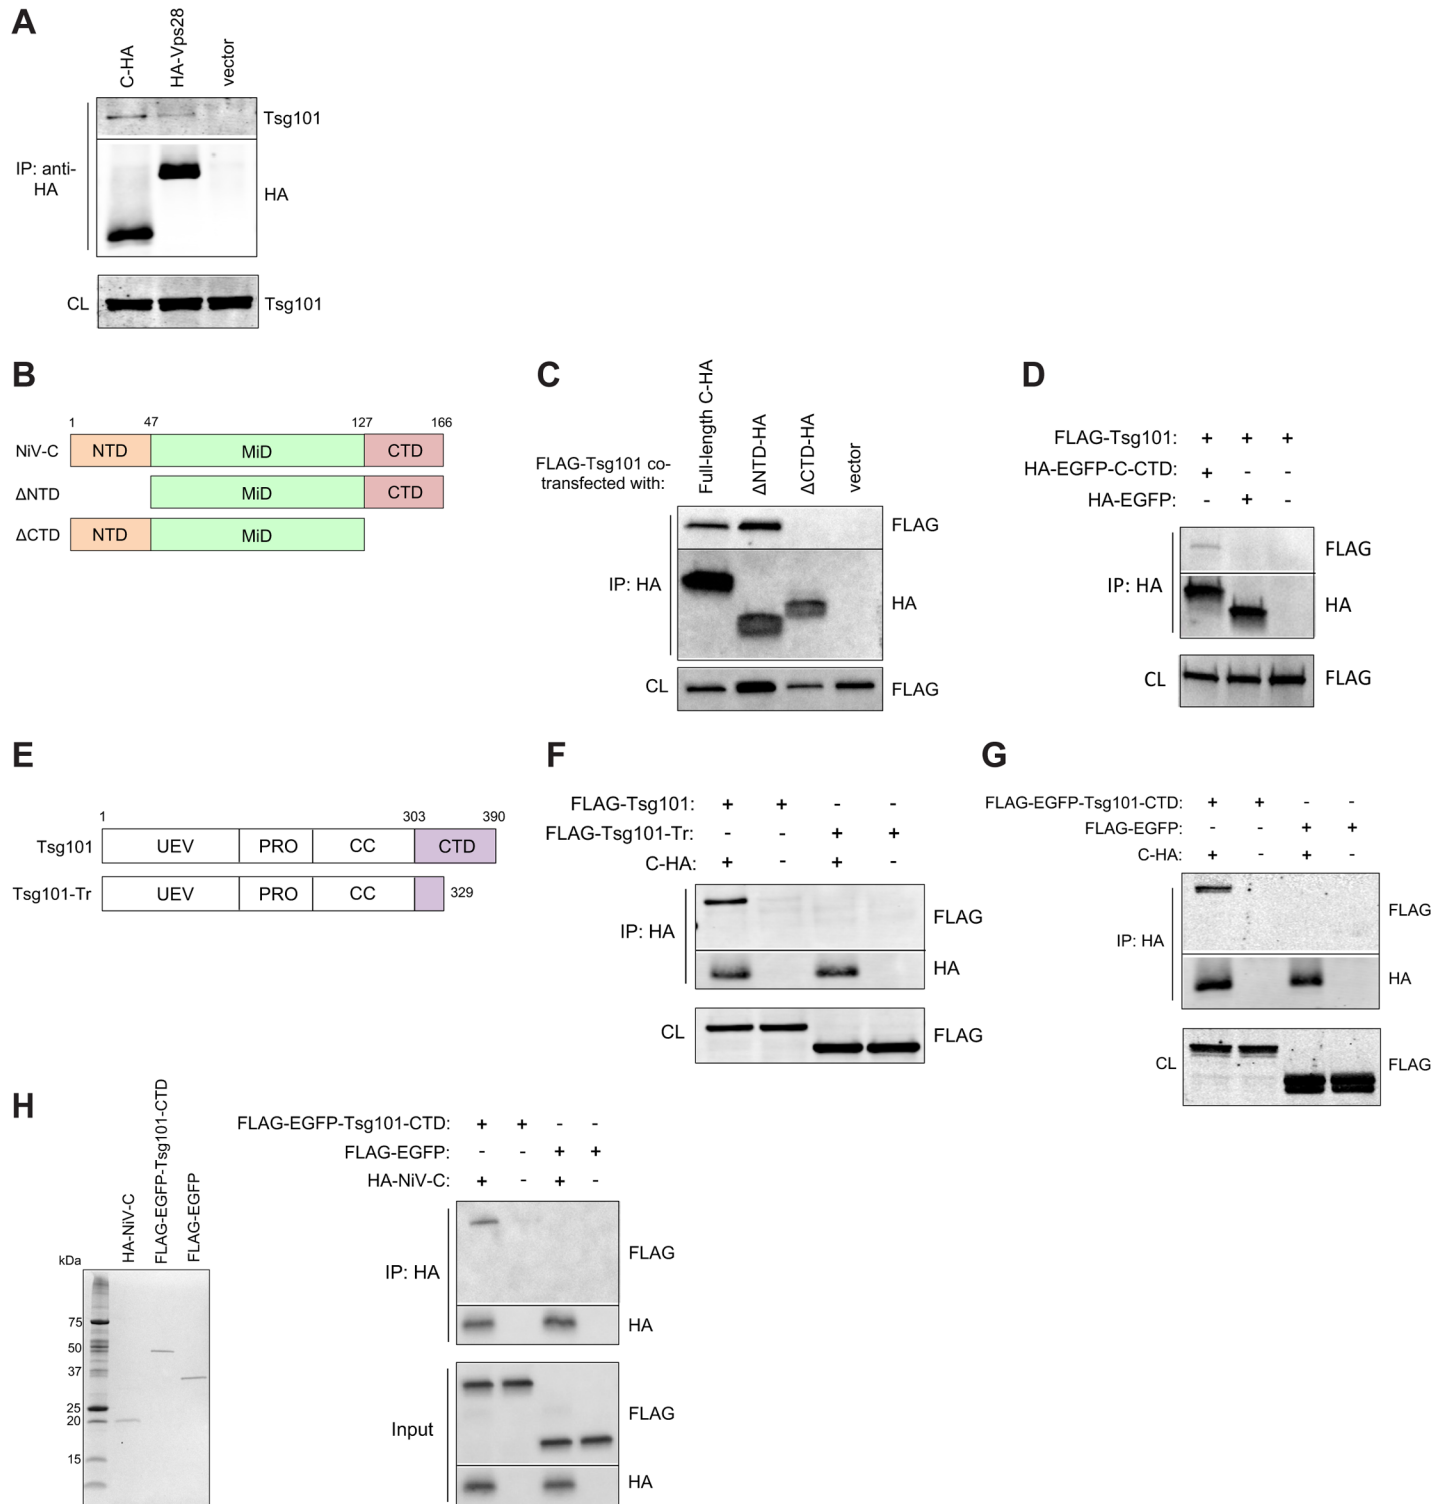 A
C-HA
HA-Vps28
vector
Tsg101
IP: anti-
HA
HA
CL
Tsg101
B
1 47 127 166
NiV-C NTD MiD CTD
ΔNTD MiD CTD
ΔCTD NTD MiD
C
Full-length C-HA
ΔNTD-HA
ΔCTD-HA
vector
FLAG-Tsg101 co-
transfected with:
FLAG
IP: HA
HA
CL
FLAG
D
FLAG-Tsg101: + + +
HA-EGFP-C-CTD: + - -
HA-EGFP: - + -
FLAG
IP: HA
HA
CL
FLAG
E
1 303 390
Tsg101 UEV PRO CC CTD
Tsg101-Tr UEV PRO CC 329
F
FLAG-Tsg101: + + - -
FLAG-Tsg101-Tr: - - + +
C-HA: + - + -
FLAG
IP: HA
HA
CL
FLAG
G
FLAG-EGFP-Tsg101-CTD: + + - -
FLAG-EGFP: - - + +
C-HA: + - + -
FLAG
IP: HA
HA
CL
FLAG
H
HA-NiV-C
FLAG-EGFP-Tsg101-CTD
FLAG-EGFP
kDa
75
50
37
25
20
15
FLAG-EGFP-Tsg101-CTD: + + - -
FLAG-EGFP: - - + +
HA-NiV-C: + - + -
FLAG
IP: HA
HA
FLAG
Input
HA